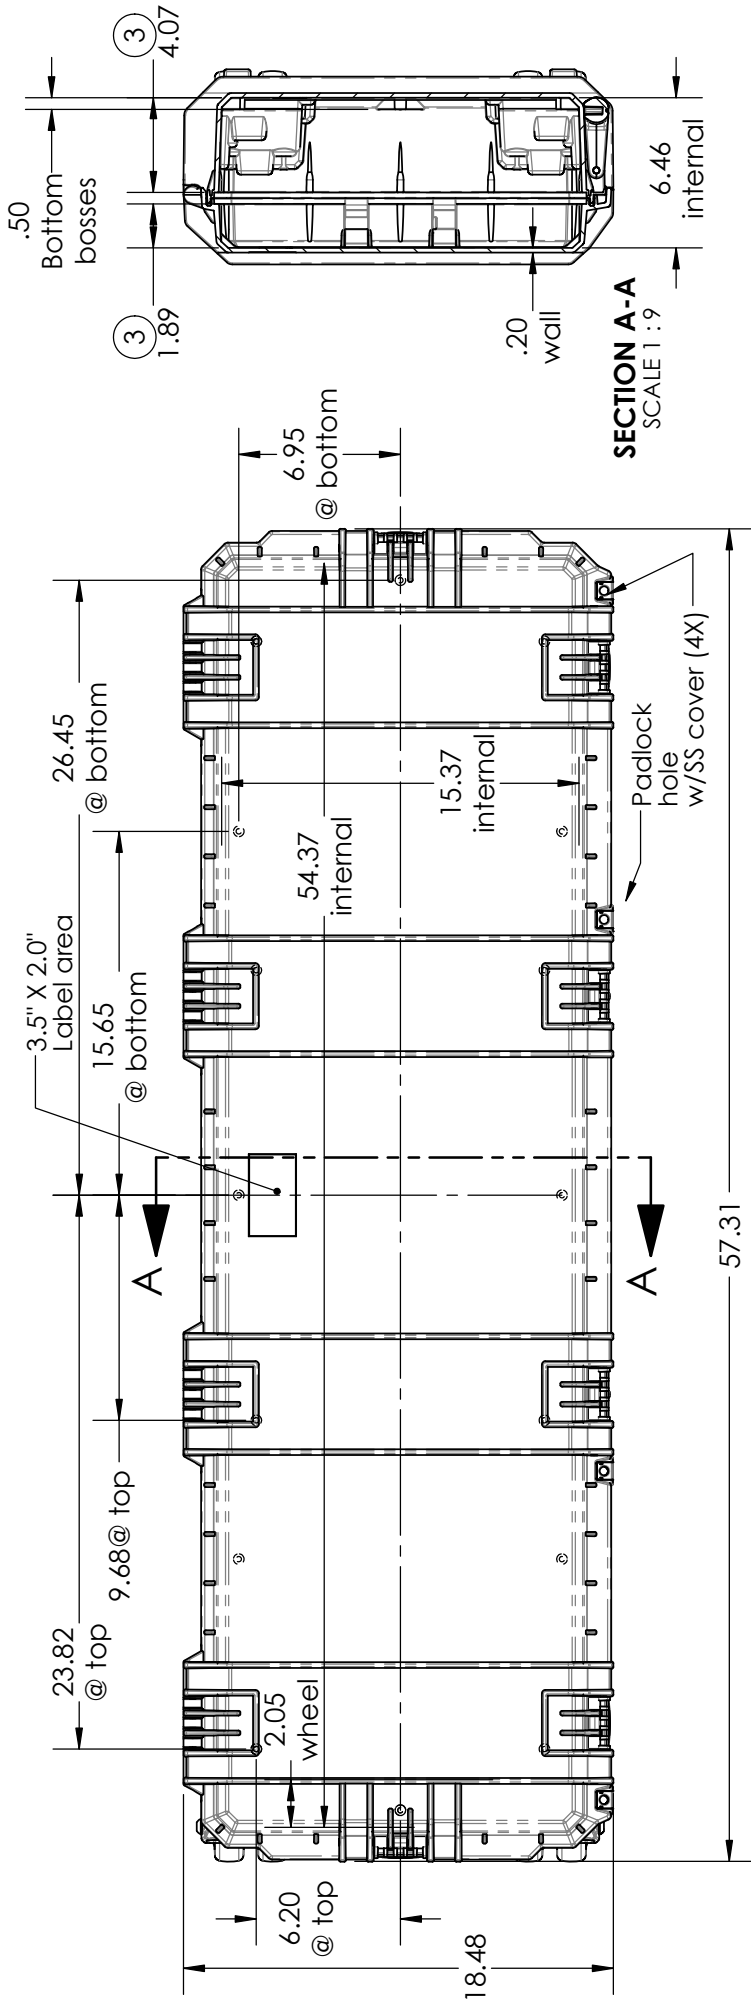 .50
Bottom
bosses
3
4.07
3
1.89
6.46
internal
.20
wall
SECTION A-A
SCALE 1 : 9
6.95
@ bottom
26.45
@ bottom
15.65
@ bottom
3.5" X 2.0"
Label area
54.37
internal
15.37
internal
Padlock
hole
w/SS cover (4X)
A
A
57.31
23.82
@ top
9.68@ top
2.05
wheel
6.20
@ top
18.48